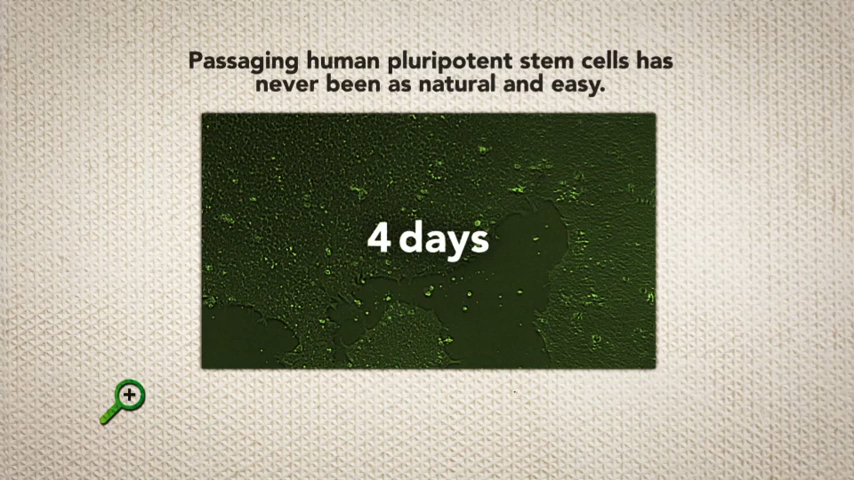 Passaging human pluripotent stem cells has
never been as natural and easy.
4 days